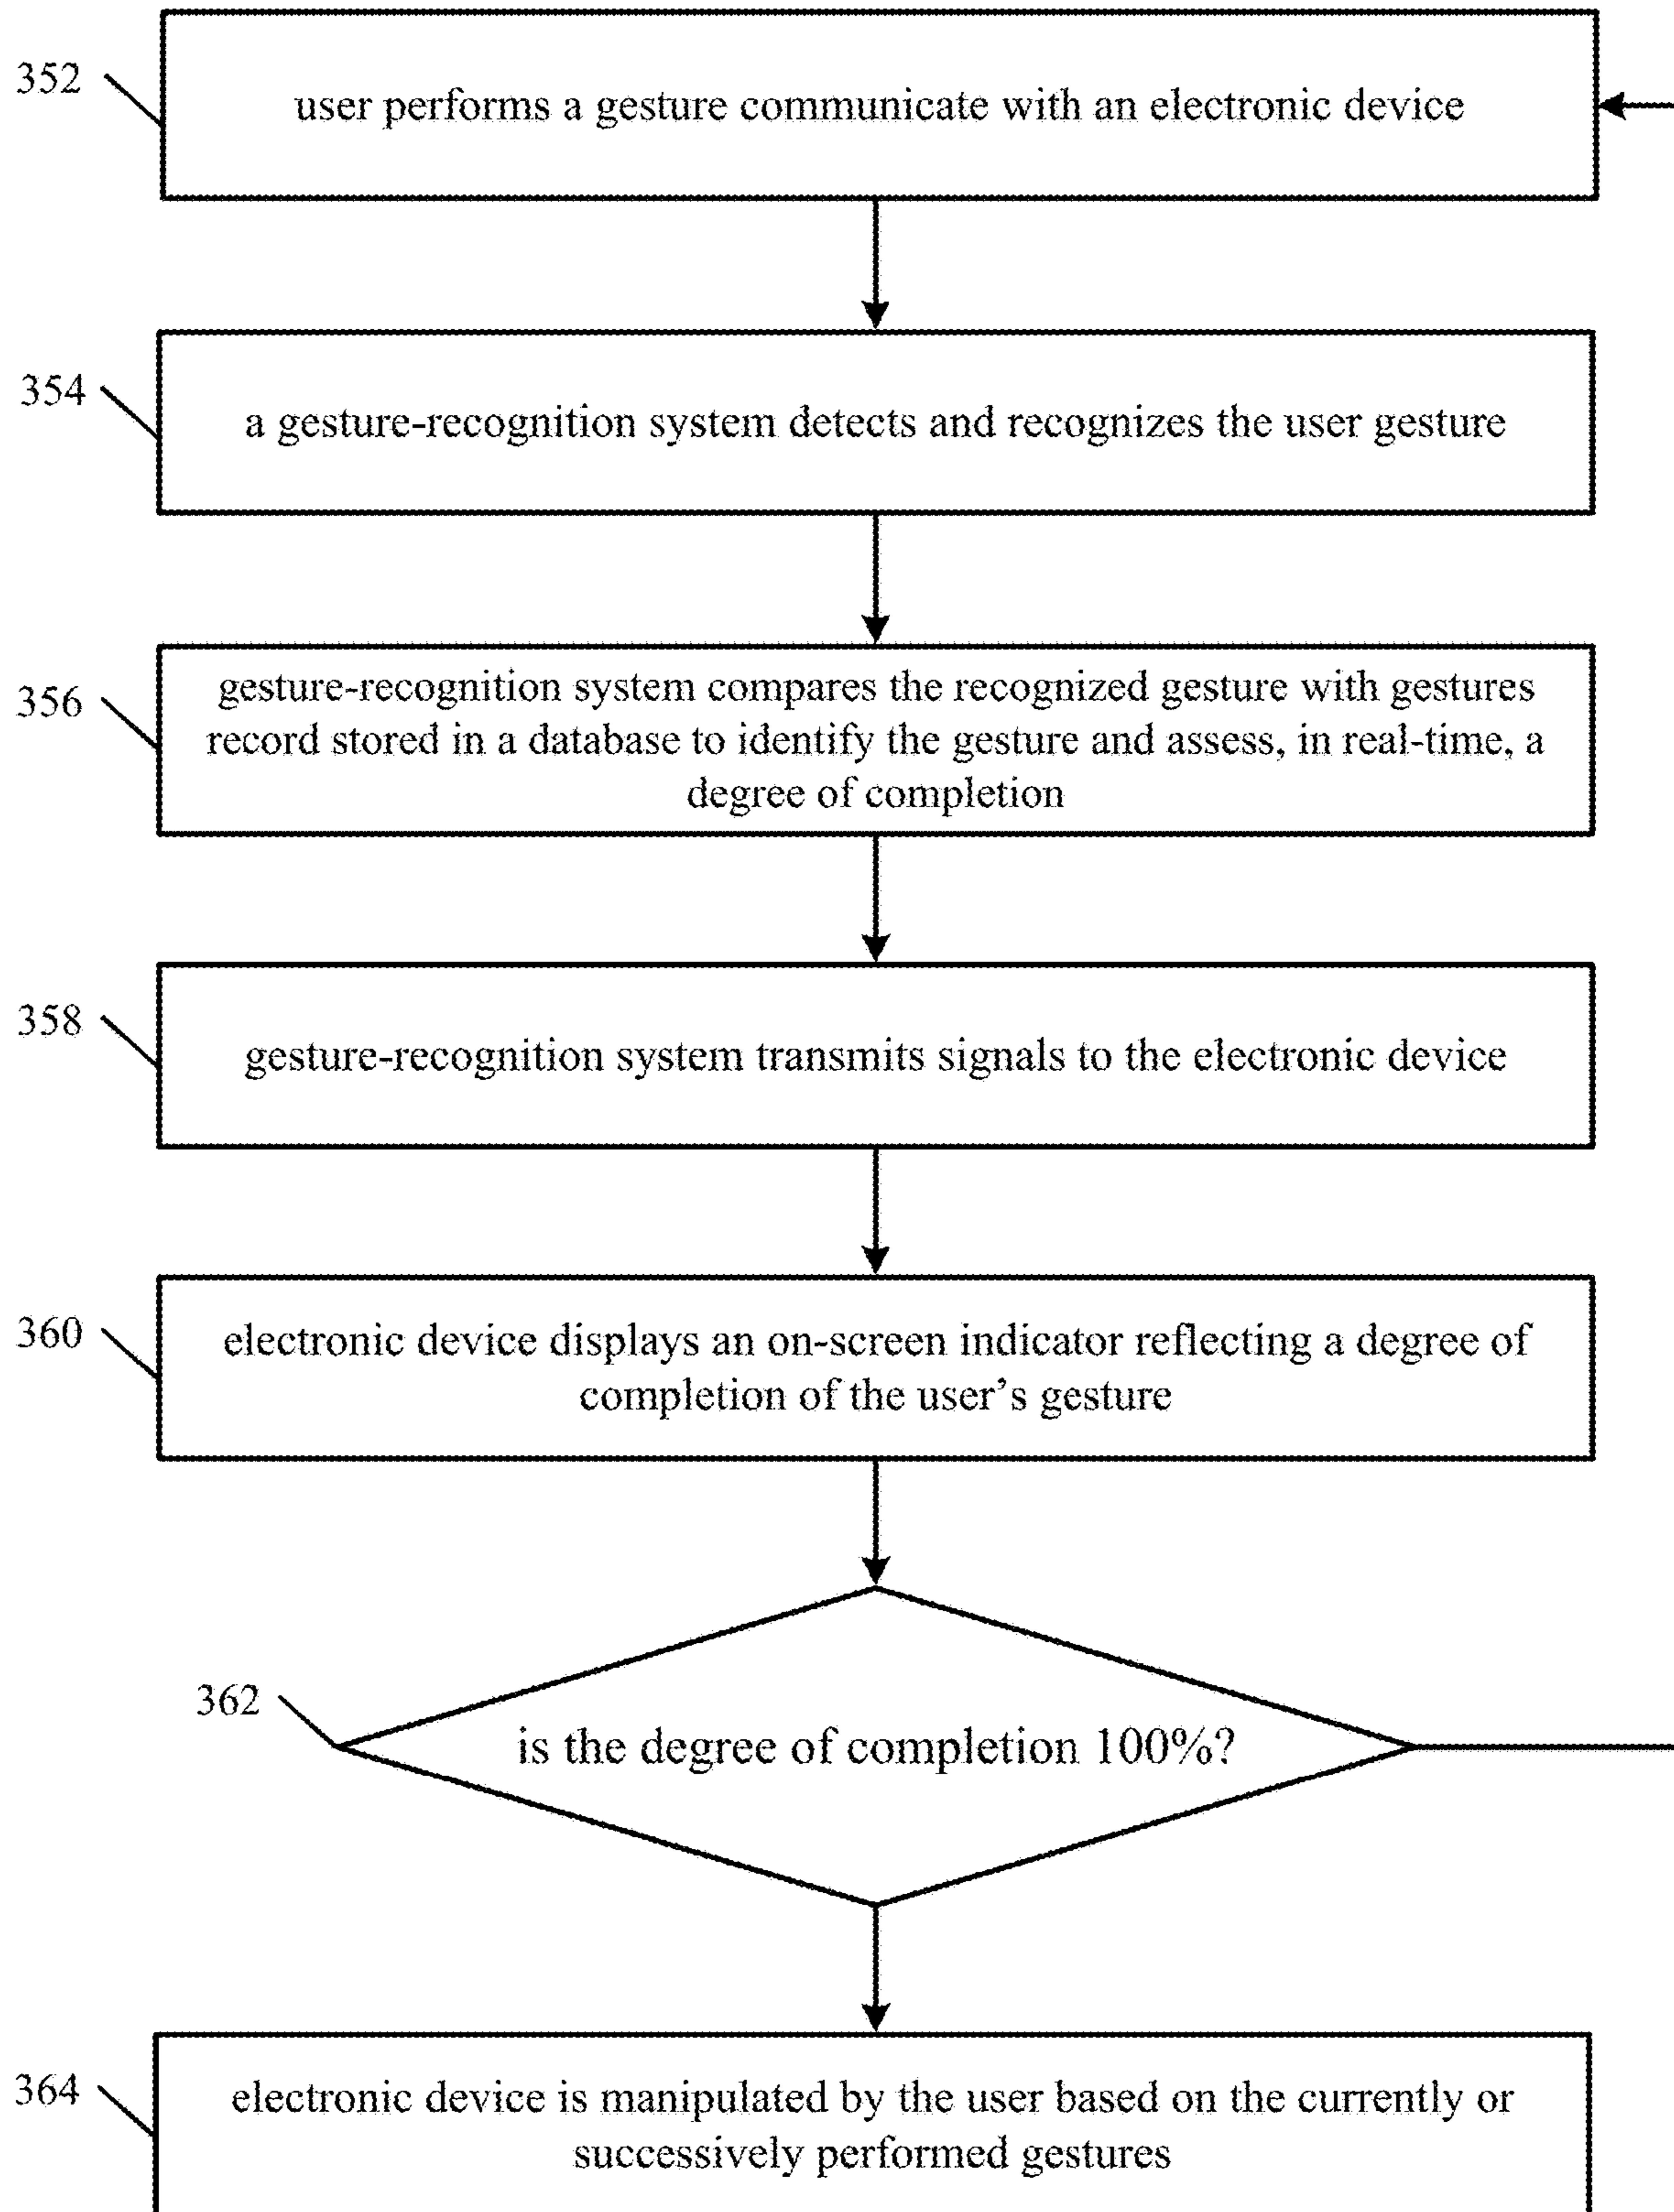 352
user performs a gesture communicate with an electronic device
354
a gesture-recognition system detects and recognizes the user gesture
356
gesture-recognition system compares the recognized gesture with gestures
record stored in a database to identify the gesture and assess, in real-time, a
degree of completion
358
gesture-recognition system transmits signals to the electronic device
360
electronic device displays an on-screen indicator reflecting a degree of
completion of the user's gesture
362
is the degree of completion 100%?
364
electronic device is manipulated by the user based on the currently or
successively performed gestures